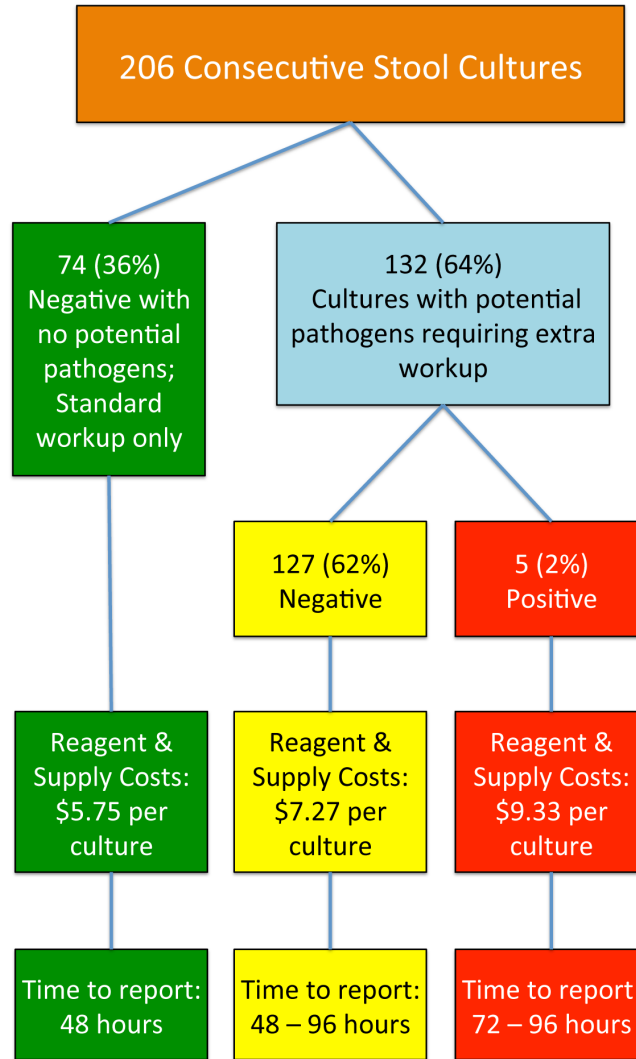 206 Consecutive Stool Cultures
74 (36%)
Negative with
no potential
pathogens;
Standard
workup only
132 (64%)
Cultures with potential
pathogens requiring extra
workup
127 (62%)
Negative
5 (2%)
Positive
Reagent &
Supply Costs:
$5.75 per
culture
Reagent &
Supply Costs:
$7.27 per
culture
Reagent &
Supply Costs:
$9.33 per
culture
Time to report:
48 hours
Time to report:
48 – 96 hours
Time to report
72 – 96 hours